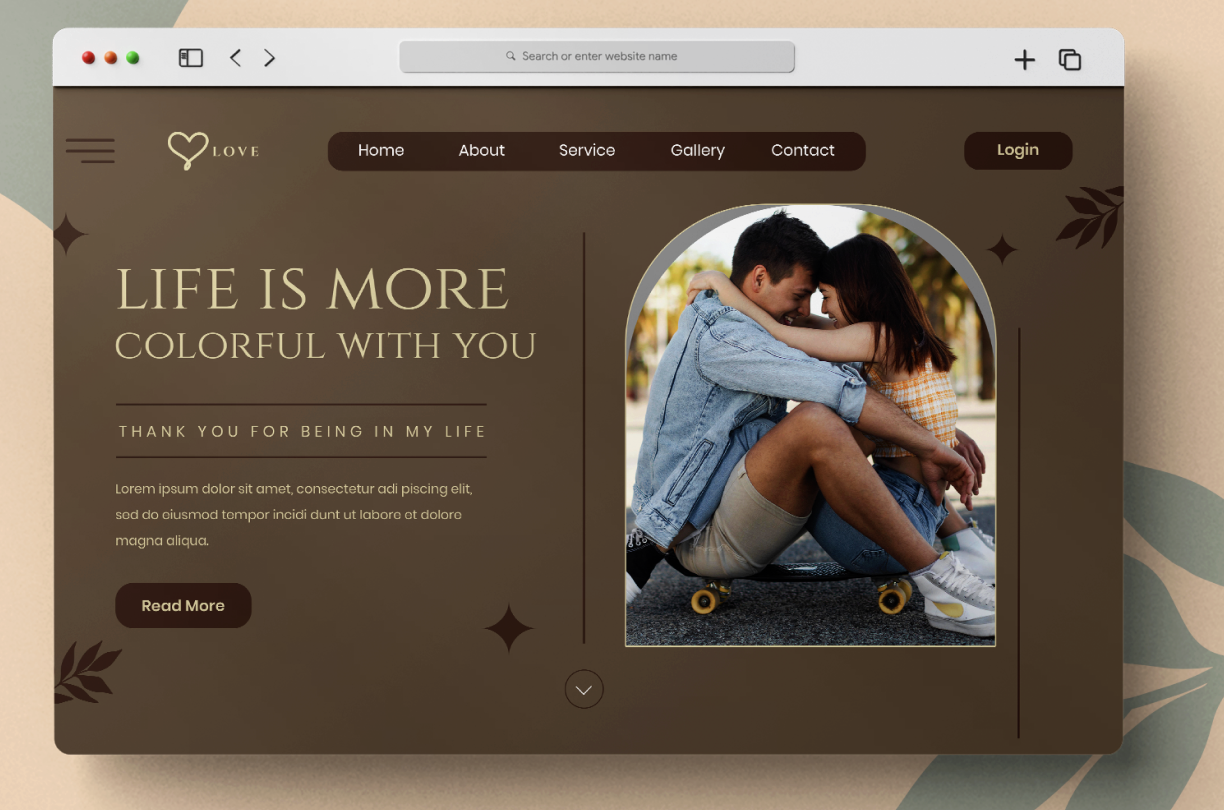 Search or enter website name
LOVE
Home About Service Gallery Contact
Login
LIFE IS MORE
COLORFUL WITH YOU
THANK YOU FOR BEING IN MY LIFE
Lorem ipsum dolor sit amet, consectetur adi piscing elit,
sed do eiusmod tempor incidi dunt ut labore et dolore
magna aliqua.
Read More